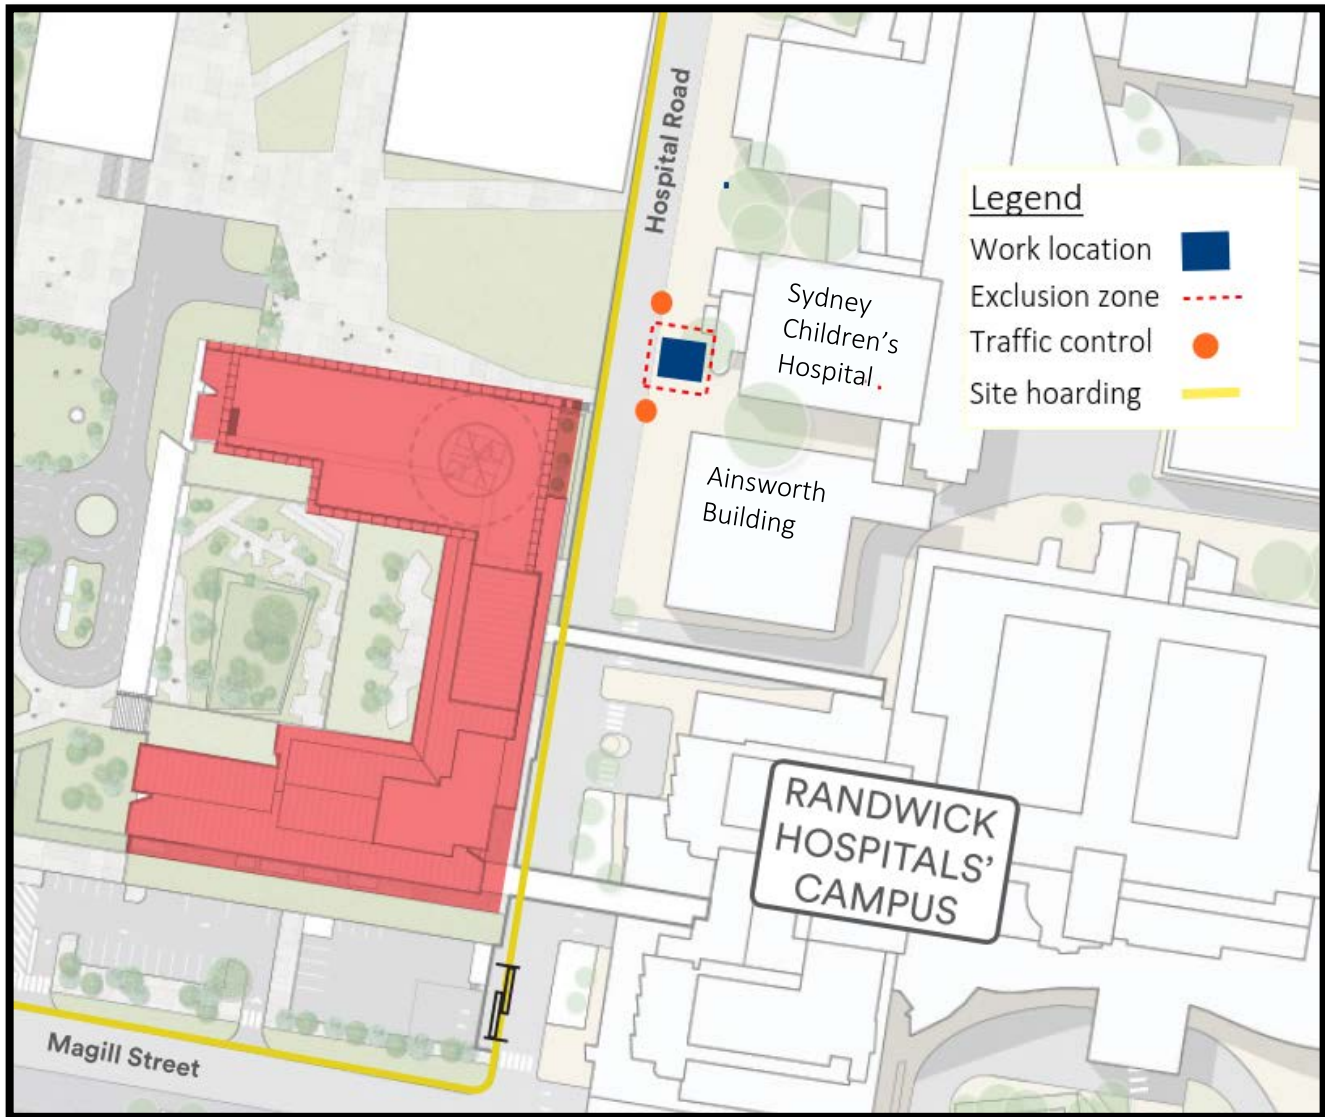 Hospital Road
Legend
Work location
Exclusion zone
Traffic control
Site hoarding
Sydney
Children’s
Hospital
Ainsworth
Building
RANDWICK
HOSPITALS’
CAMPUS
Magill Street